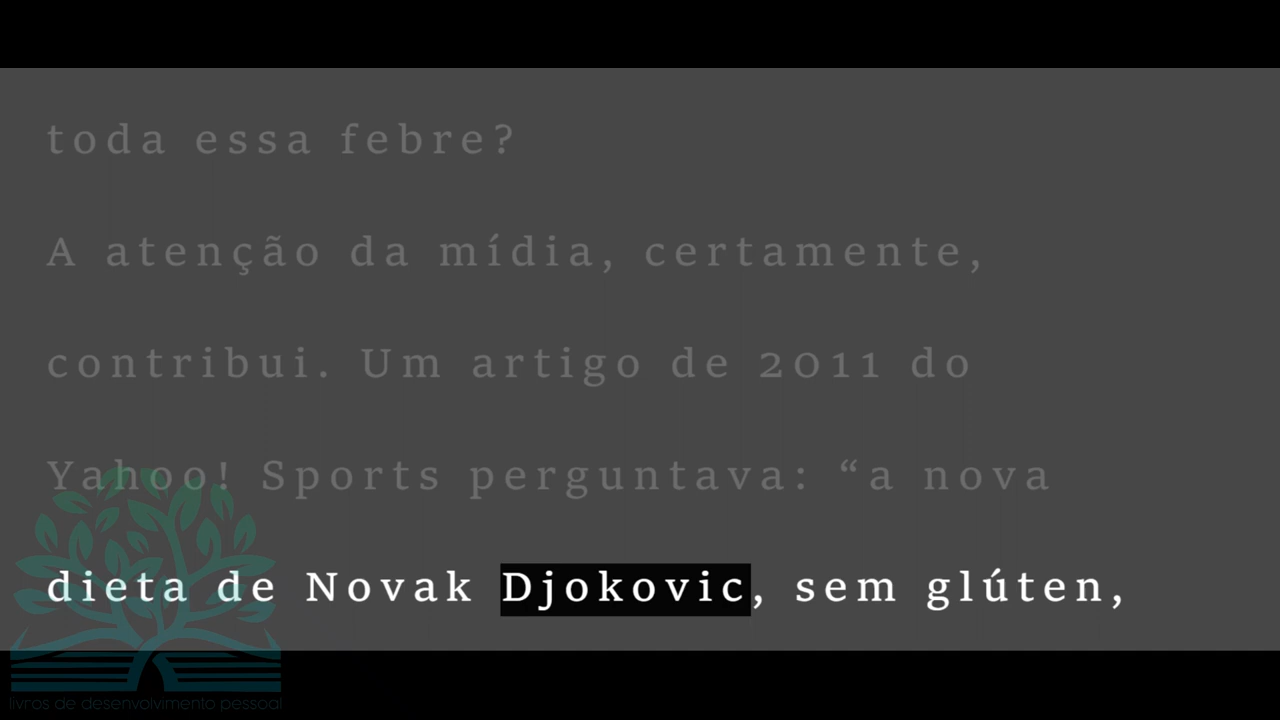 toda essa febre?
A atenção da mídia, certamente,
contribui. Um artigo de 2011 do
Yahoo! Sports perguntava: “a nova
dieta de Novak Djokovic, sem glúten,
livros de desenvolvimento pessoal